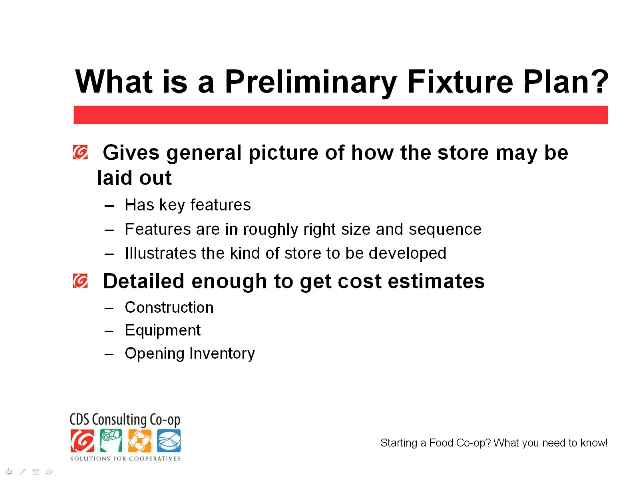 What is a Preliminary Fixture Plan?
Gives general picture of how the store may be
laid out
– Has key features
– Features are in roughly right size and sequence
– Illustrates the kind of store to be developed
Detailed enough to get cost estimates
– Construction
– Equipment
– Opening Inventory
CDS Consulting Co-op
SOLUTIONS FOR COOPERATIVES
Starting a Food Co-op? What you need to know!